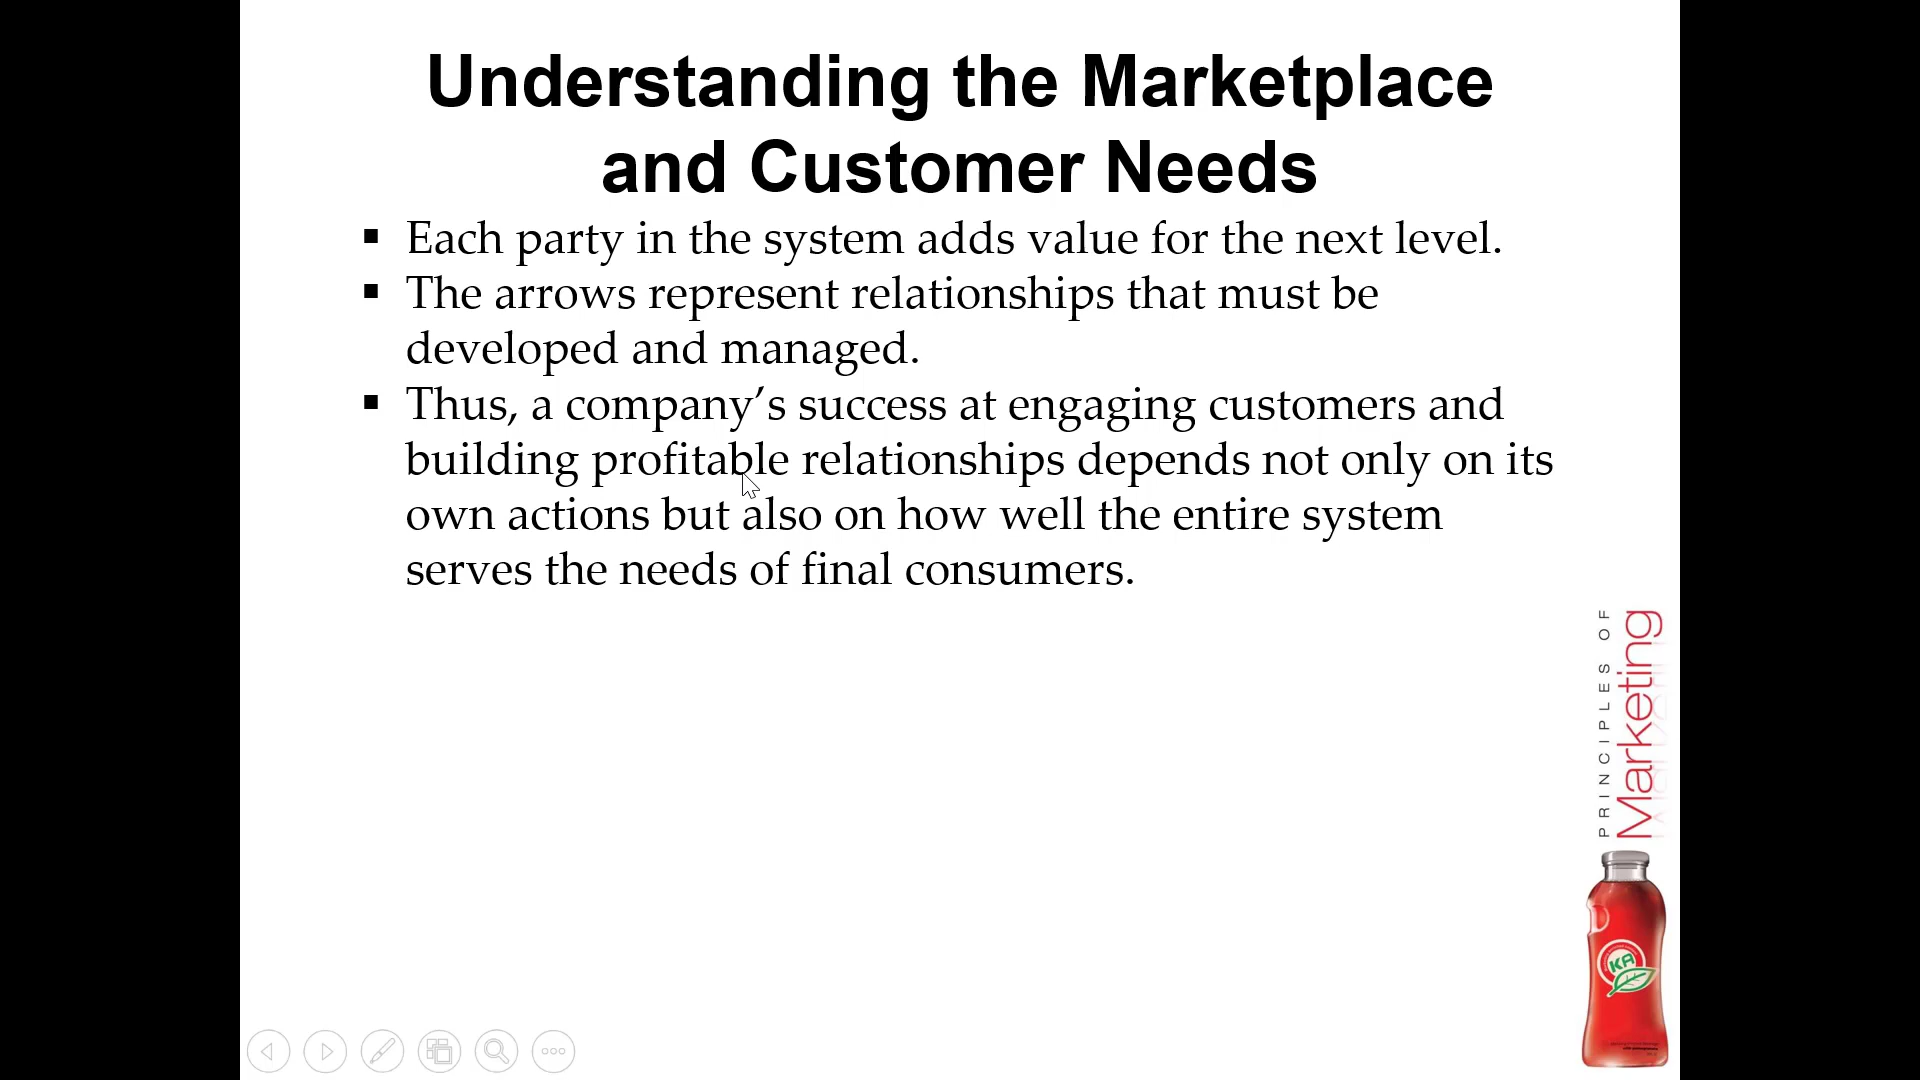 Understanding the Marketplace
and Customer Needs
▪ Each party in the system adds value for the next level.
▪ The arrows represent relationships that must be
developed and managed.
▪ Thus, a company’s success at engaging customers and
building profitable relationships depends not only on its
own actions but also on how well the entire system
serves the needs of final consumers.
PRINCIPLES OF
Marketing
KA